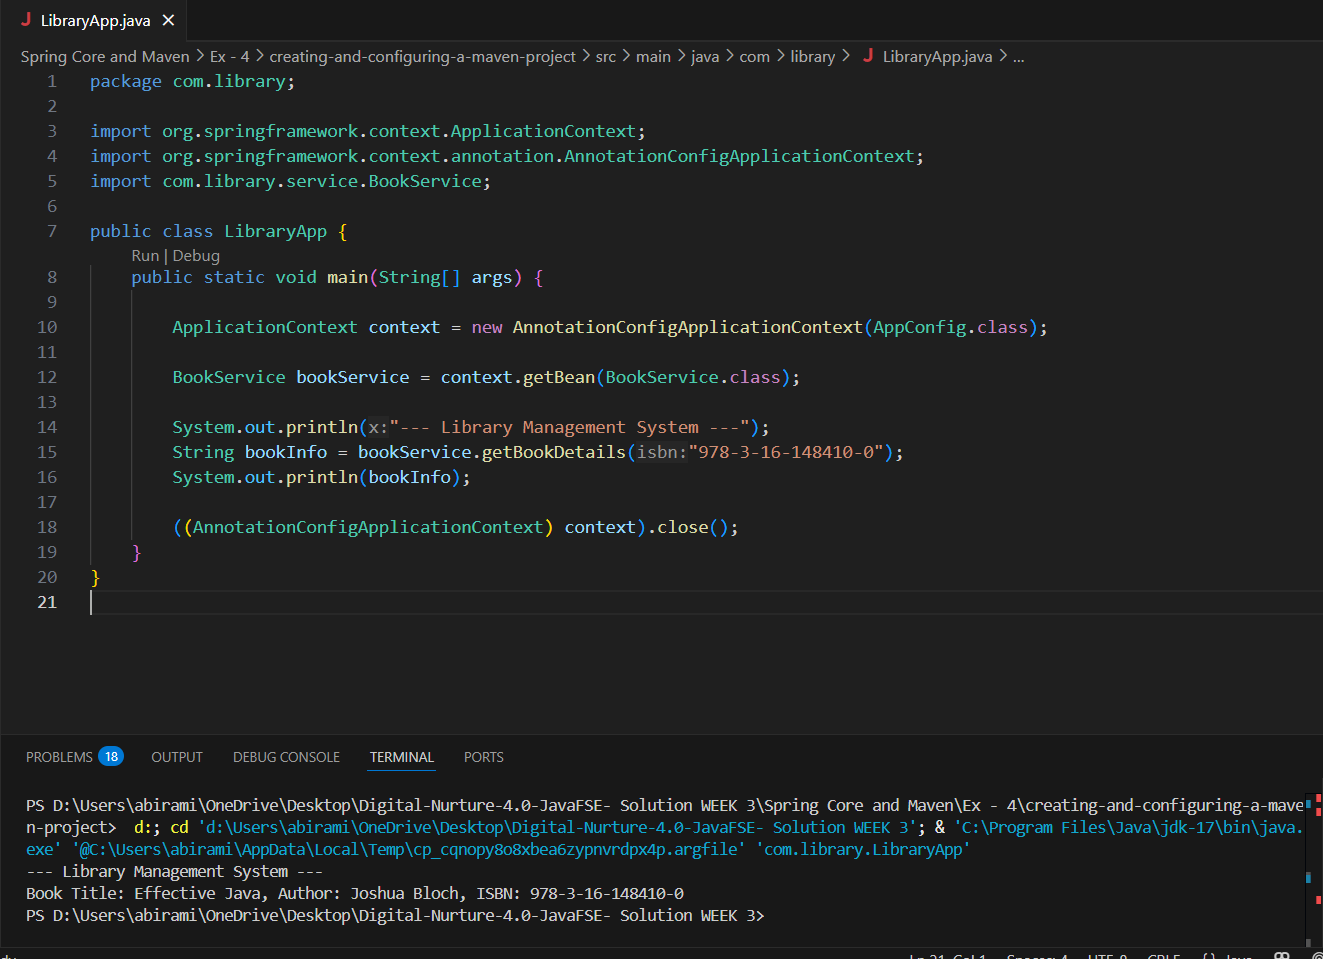 J LibraryApp.java ×
Spring Core and Maven > Ex - 4 > creating-and-configuring-a-maven-project > src > main > java > com > library > J LibraryApp.java > ...
1 package com.library;
2
3 import org.springframework.context.ApplicationContext;
4 import org.springframework.context.annotation.AnnotationConfigApplicationContext;
5 import com.library.service.BookService;
6
7 public class LibraryApp {
Run | Debug
8 public static void main(String[] args) {
9
10 ApplicationContext context = new AnnotationConfigApplicationContext(AppConfig.class);
11
12 BookService bookService = context.getBean(BookService.class);
13
14 System.out.println(x:"--- Library Management System ---");
15 String bookInfo = bookService.getBookDetails(isbn:"978-3-16-148410-0");
16 System.out.println(bookInfo);
17
18 ((AnnotationConfigApplicationContext) context).close();
19 }
20 }
21
PROBLEMS 18 OUTPUT DEBUG CONSOLE TERMINAL PORTS
PS D:\Users\abirami\OneDrive\Desktop\Digital-Nurture-4.0-JavaFSE- Solution WEEK 3\Spring Core and Maven\Ex - 4\creating-and-configuring-a-mave
n-project> d:; cd 'd:\Users\abirami\OneDrive\Desktop\Digital-Nurture-4.0-JavaFSE- Solution WEEK 3'; & 'C:\Program Files\Java\jdk-17\bin\java.
exe' '@C:\Users\abirami\AppData\Local\Temp\cp_cqnopy8o8xbea6zypnvrdpx4p.argfile' 'com.library.LibraryApp'
--- Library Management System ---
Book Title: Effective Java, Author: Joshua Bloch, ISBN: 978-3-16-148410-0
PS D:\Users\abirami\OneDrive\Desktop\Digital-Nurture-4.0-JavaFSE- Solution WEEK 3>
Ln 21, Col 1 Spaces: 4 UTF-8 CRLF {} Java